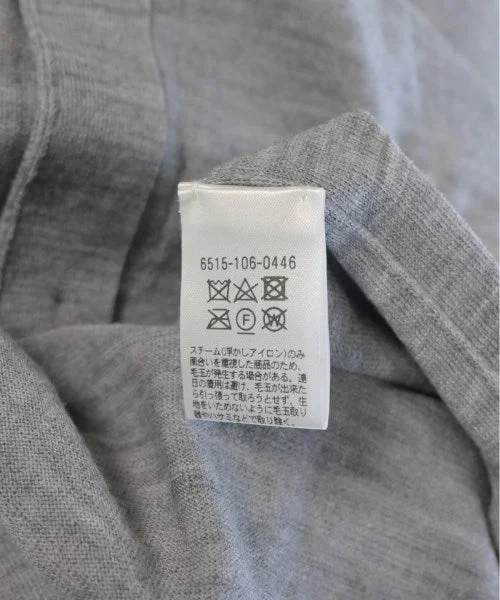 6515-106-0446
F
W
スチーム(浮かしアイロン)のみ
風合いを重視した商品のため、
毛玉が発生する場合がある。連
日の着用は避け、毛玉が出来た
ら引っ張って取ろうとせず、生
地をいためないように毛玉取り
器やハサミなどで取り除く。